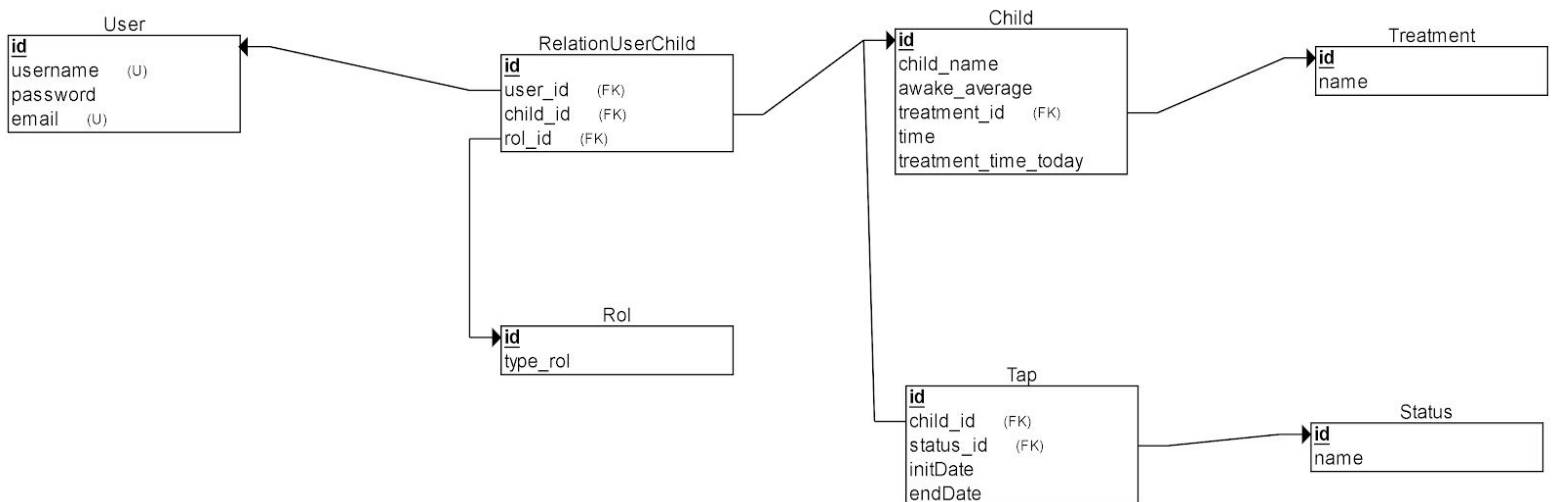 User
id
username (U)
password
email (U)
RelationUserChild
id
user_id (FK)
child_id (FK)
rol_id (FK)
Child
id
child_name
awake_average
treatment_id (FK)
time
treatment_time_today
Treatment
id
name
Rol
id
type_rol
Tap
id
child_id (FK)
status_id (FK)
initDate
endDate
Status
id
name